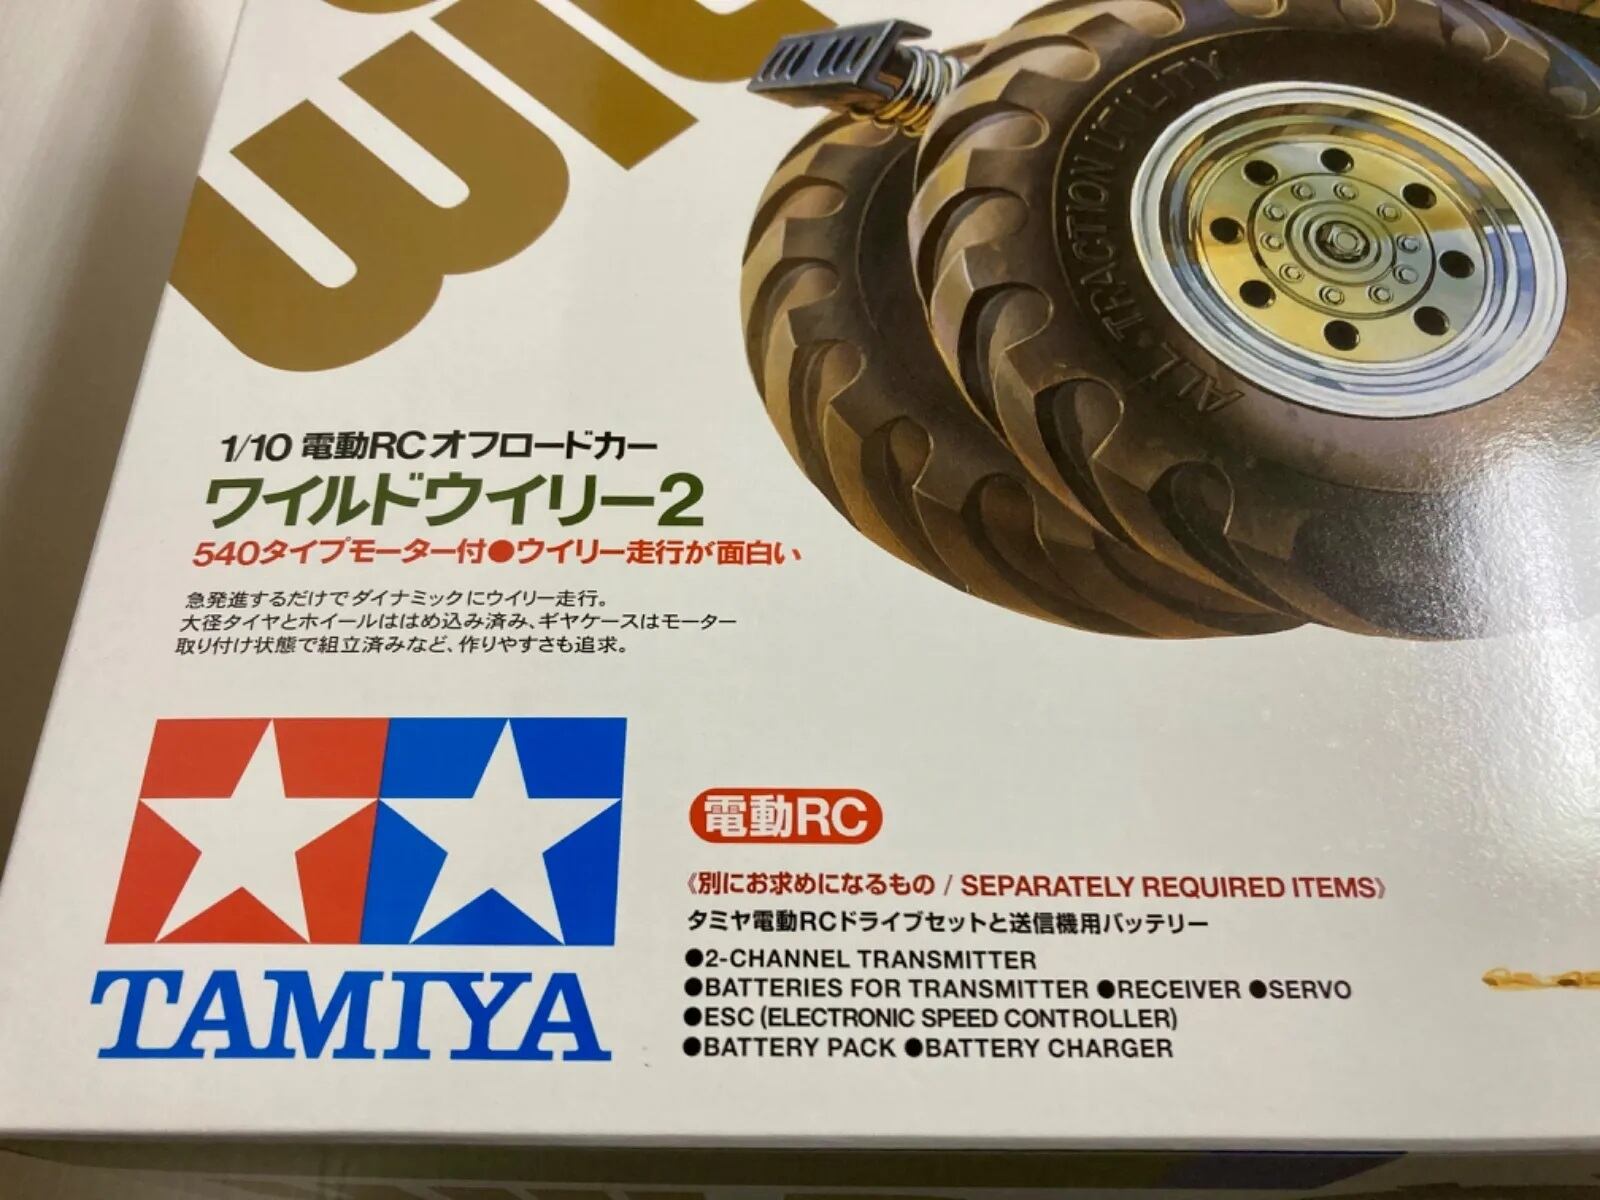 ALL TRACTION UTILITY
1/10 電動RCオフロードカー
ワイルドウイリー2
540タイプモーター付●ウイリー走行が面白い
急発進するだけでダイナミックにウイリー走行。
大径タイヤとホイールははめ込み済み、ギヤケースはモーター
取り付け状態で組立済みなど、作りやすさも追求。
TAMIYA
電動RC
《別にお求めになるもの / SEPARATELY REQUIRED ITEMS》
タミヤ電動RCドライブセットと送信機用バッテリー
●2-CHANNEL TRANSMITTER
●BATTERIES FOR TRANSMITTER ●RECEIVER ●SERVO
●ESC (ELECTRONIC SPEED CONTROLLER)
●BATTERY PACK ●BATTERY CHARGER